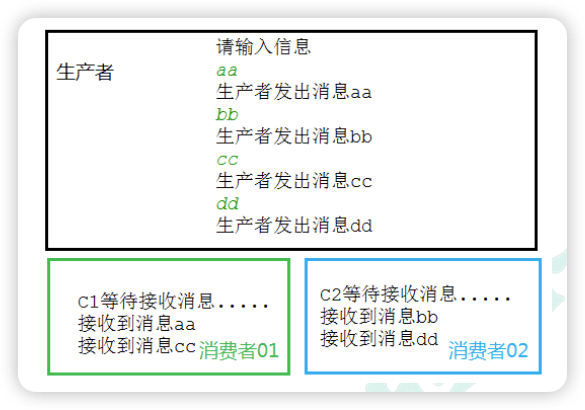 生产者
请输入信息
aa
生产者发出消息aa
bb
生产者发出消息bb
cc
生产者发出消息cc
dd
生产者发出消息dd
C1等待接收消息.....
接收到消息aa
接收到消息cc
消费者01
C2等待接收消息.....
接收到消息bb
接收到消息dd
消费者02